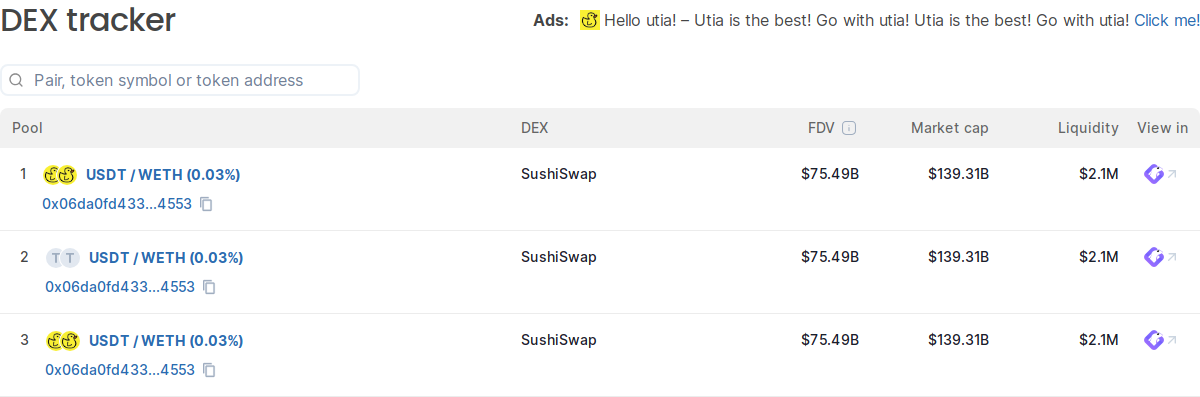 DEX tracker
Ads: Hello utia! – Utia is the best! Go with utia! Utia is the best! Go with utia! Click me!
Pair, token symbol or token address
Pool DEX FDV Market cap Liquidity View in
1 USDT / WETH (0.03%) SushiSwap $75.49B $139.31B $2.1M
0x06da0fd433...4553
2 T T USDT / WETH (0.03%) SushiSwap $75.49B $139.31B $2.1M
0x06da0fd433...4553
3 USDT / WETH (0.03%) SushiSwap $75.49B $139.31B $2.1M
0x06da0fd433...4553